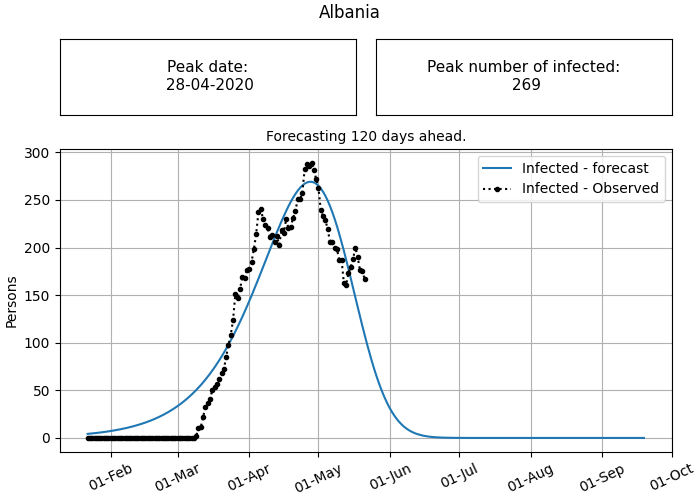 Albania
Peak date:
28-04-2020
Peak number of infected:
269
Forecasting 120 days ahead.
Infected - forecast
Infected - Observed
300
250
200
150
100
50
0
Persons
01-Feb
01-Mar
01-Apr
01-May
01-Jun
01-Jul
01-Aug
01-Sep
01-Oct